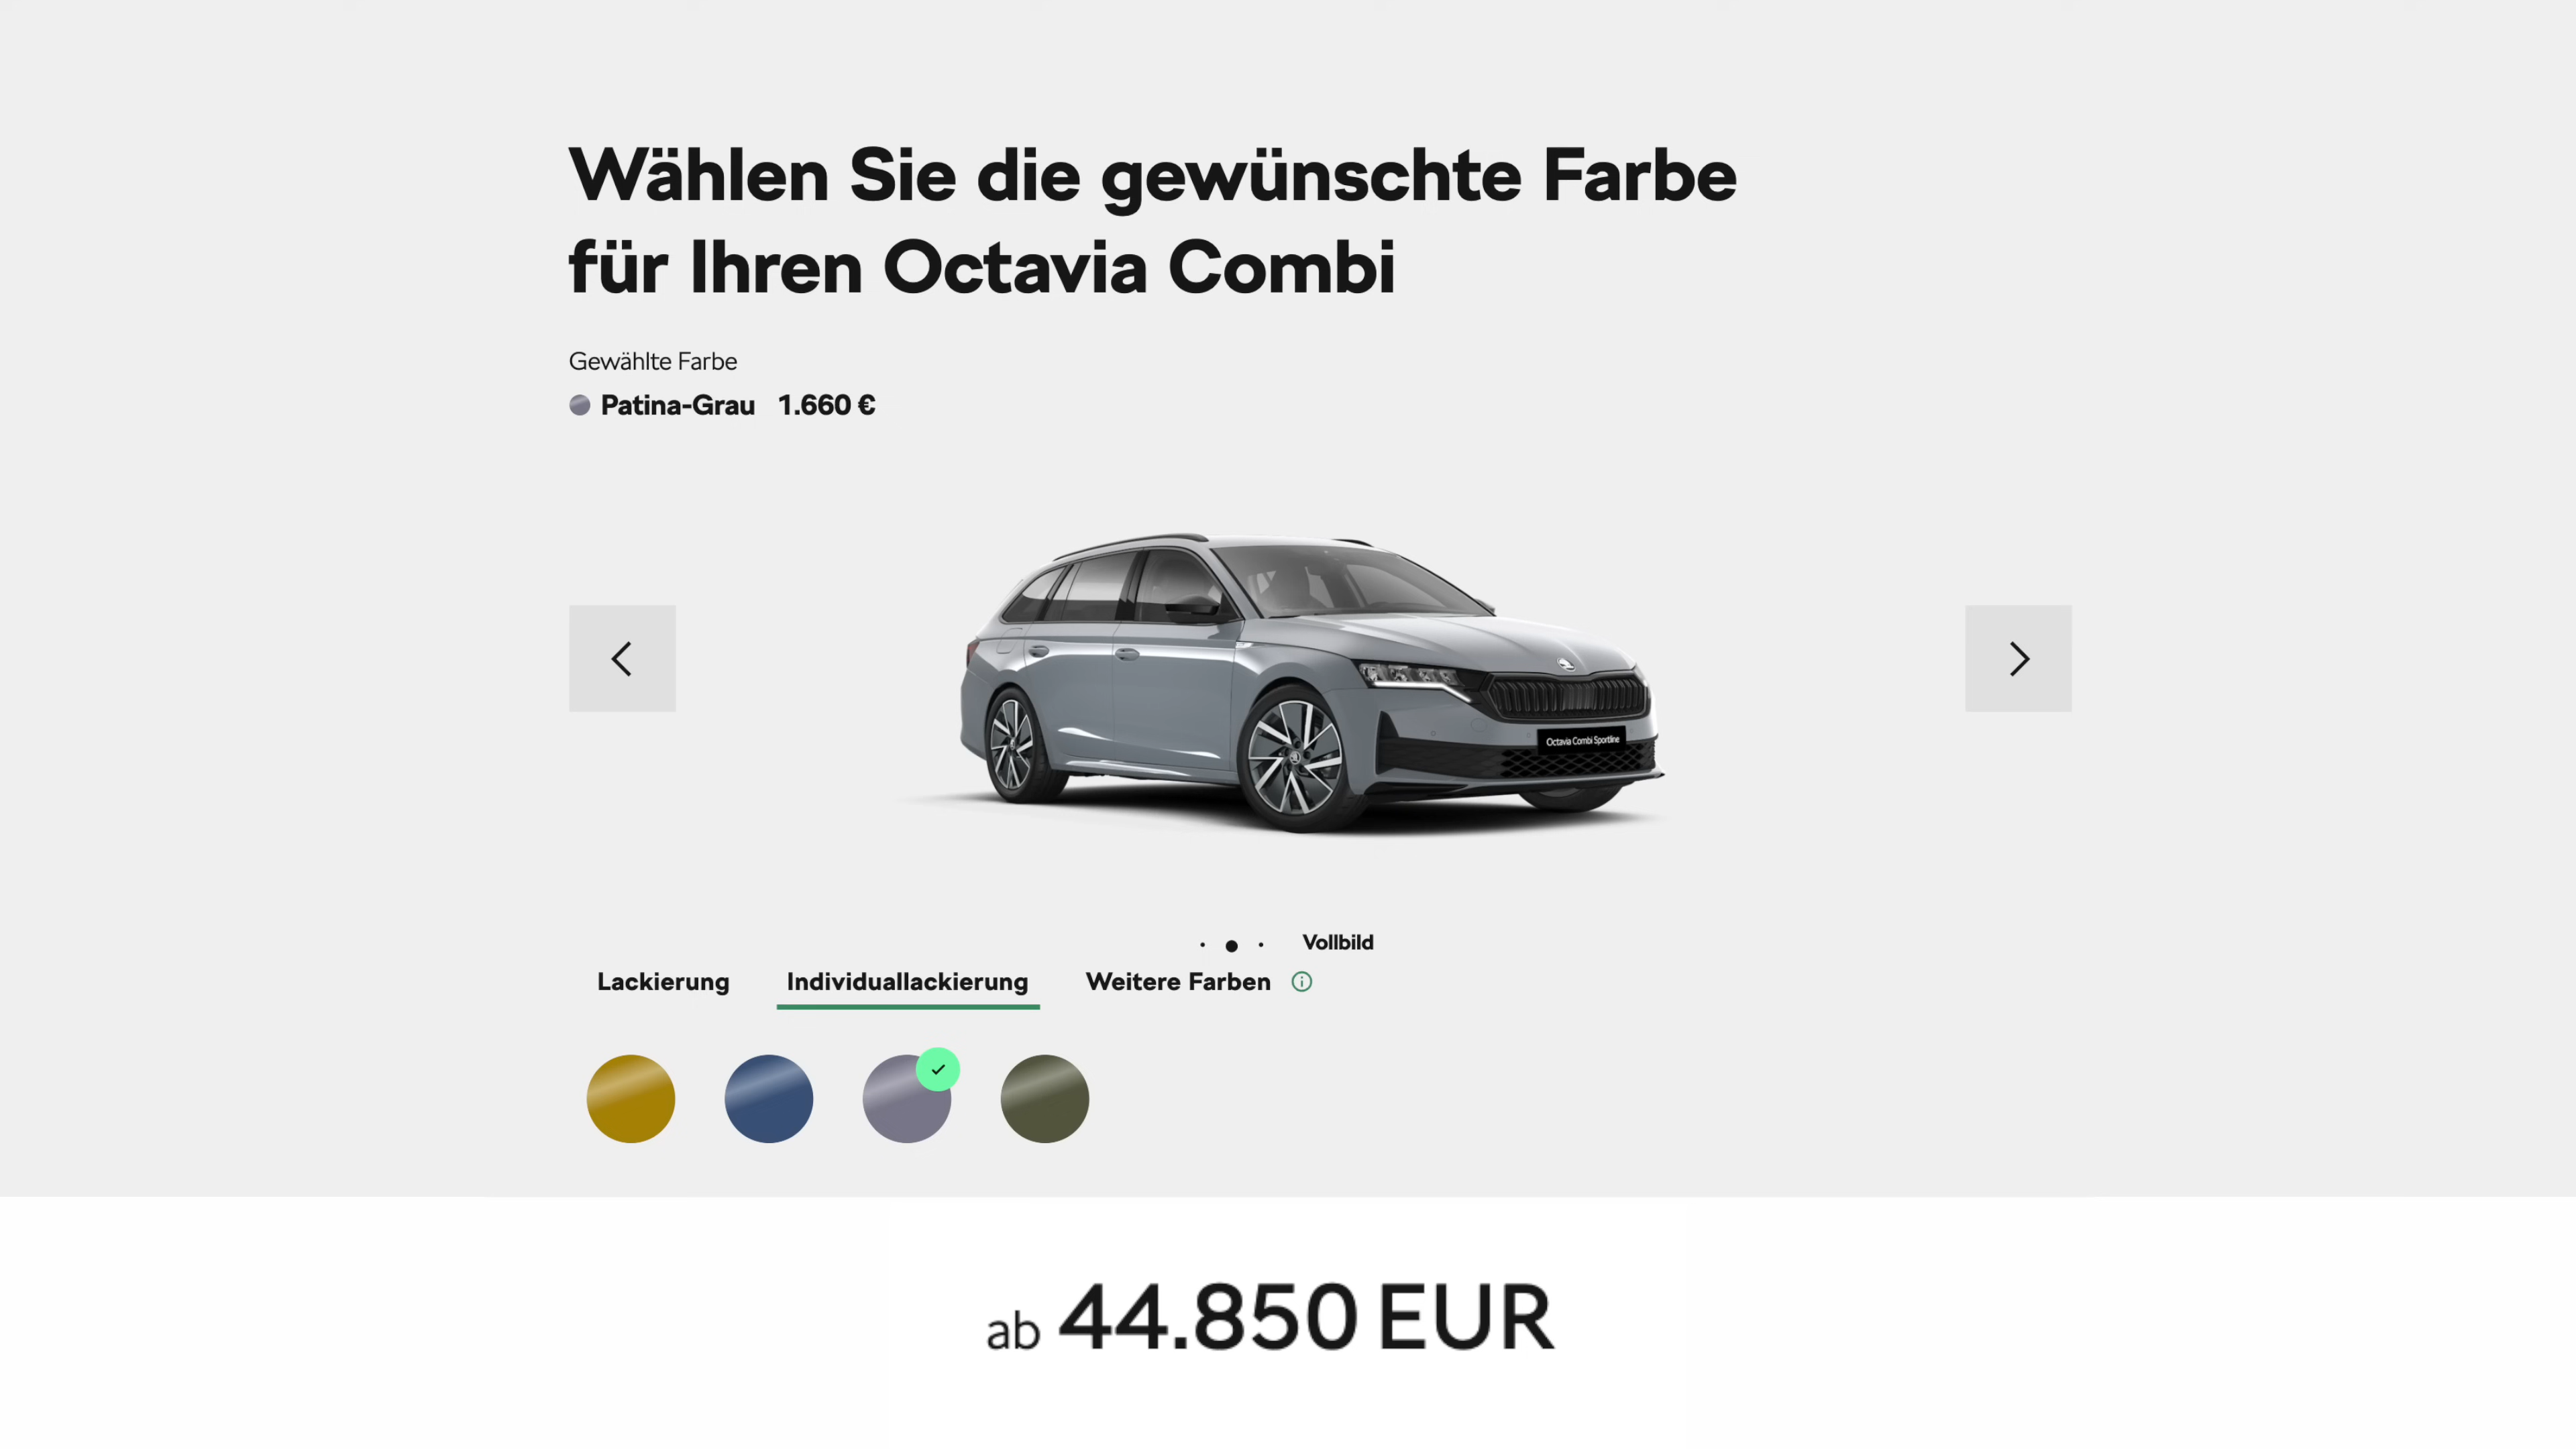 Wählen Sie die gewünschte Farbe
für Ihren Octavia Combi
Gewählte Farbe
Patina-Grau 1.660 €
Octavia Combi Sportline
Vollbild
Lackierung Individuallackierung Weitere Farben
ab 44.850 EUR